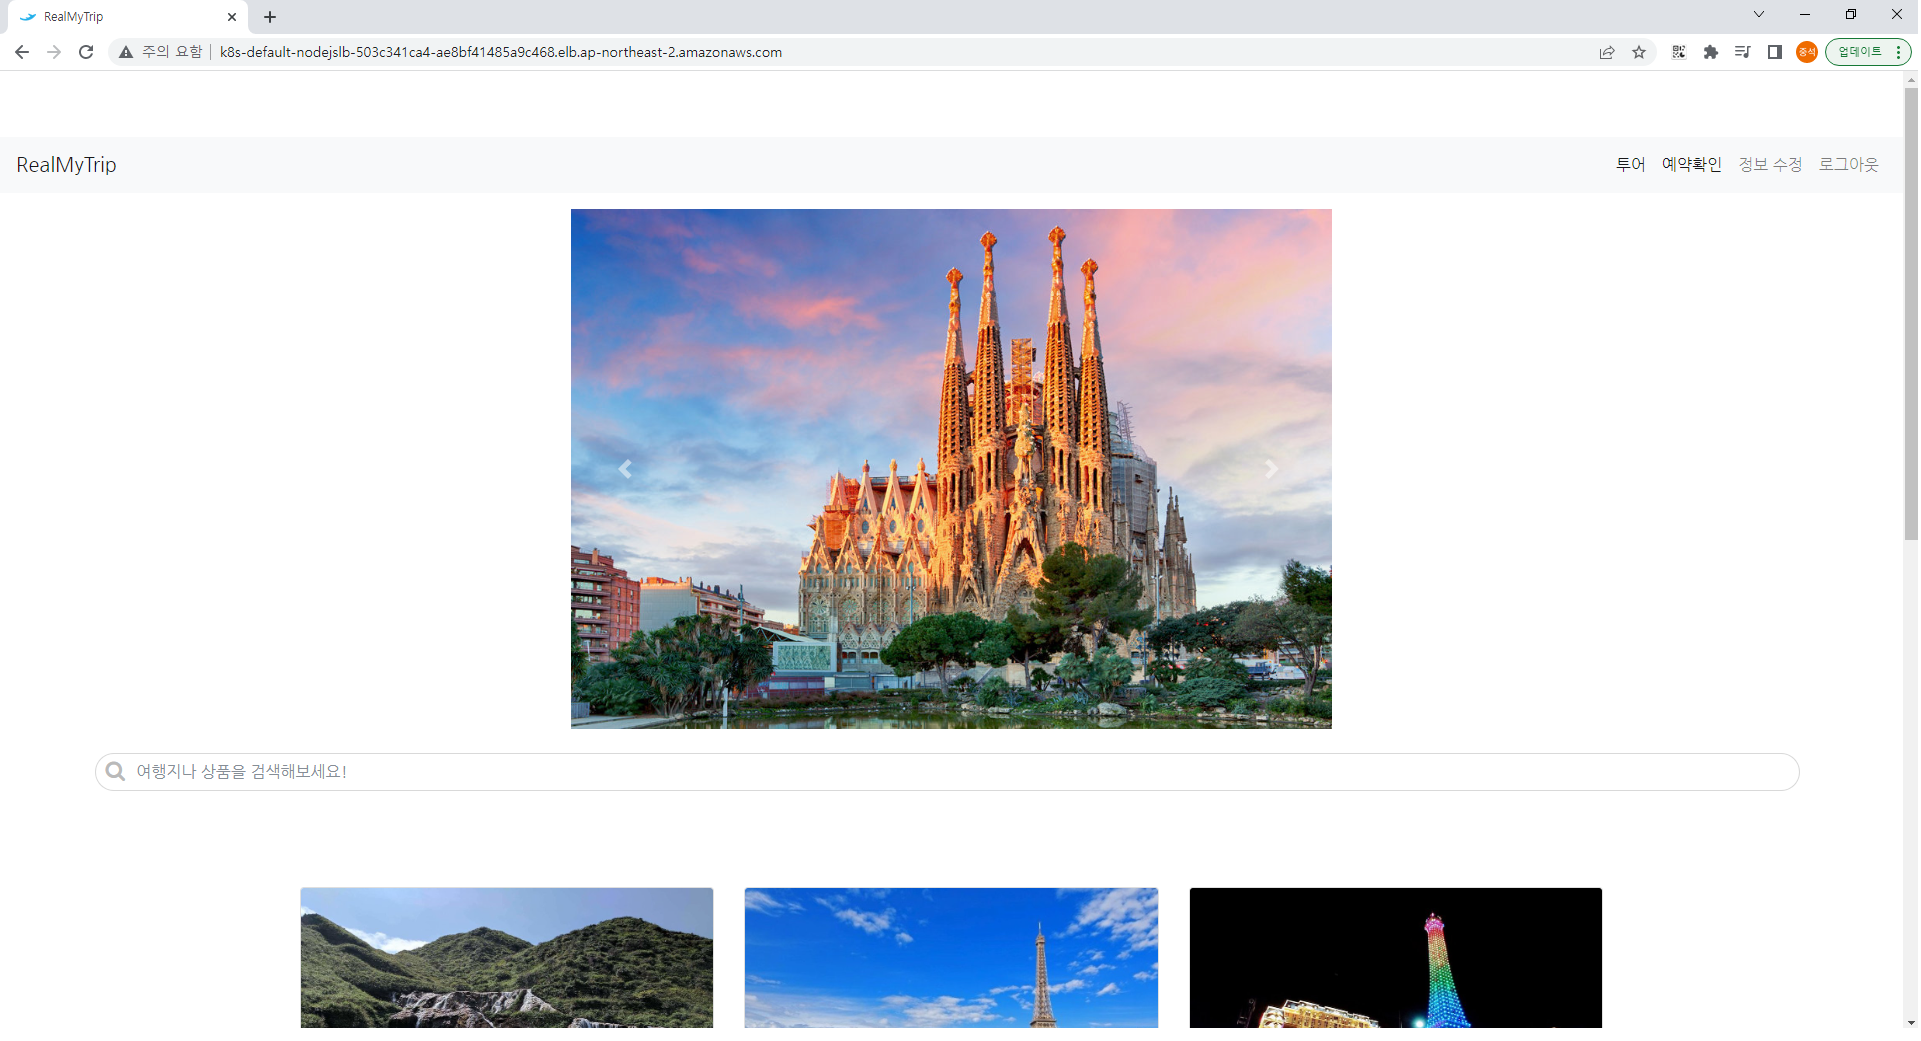 RealMyTrip
주의 요함 k8s-default-nodejslb-503c341ca4-ae8bf41485a9c468.elb.ap-northeast-2.amazonaws.com 중석 업데이트
RealMyTrip 투어 예약확인 정보 수정 로그아웃
여행지나 상품을 검색해보세요!